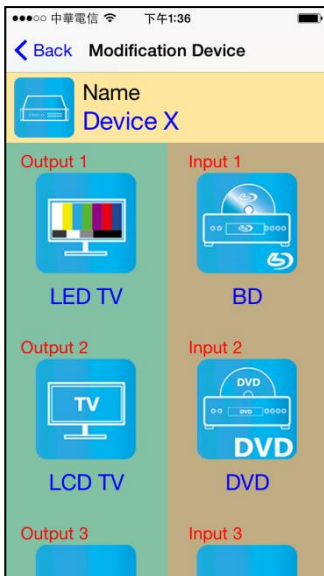 中華電信 下午1:36
Back Modification Device
Name
Device X
Output 1 Input 1
LED TV BD
Output 2 Input 2
TV DVD
DVD
LCD TV DVD
Output 3 Input 3